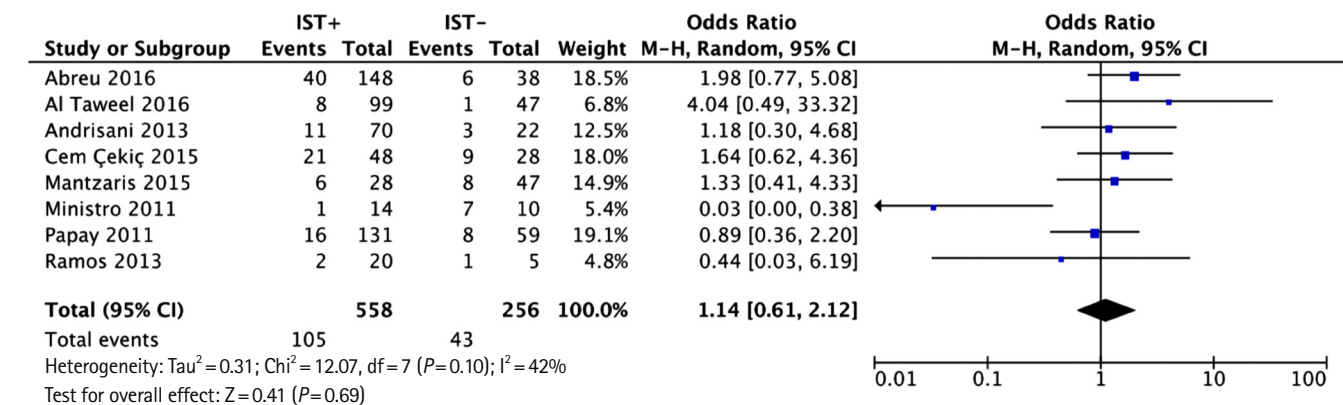 IST+ IST– Odds Ratio Odds Ratio
Study or Subgroup Events Total Events Total Weight M–H, Random, 95% CI M–H, Random, 95% CI
Abreu 2016 40 148 6 38 18.5% 1.98 [0.77, 5.08]
Al Taweel 2016 8 99 1 47 6.8% 4.04 [0.49, 33.32]
Andrisani 2013 11 70 3 22 12.5% 1.18 [0.30, 4.68]
Cem Çekiç 2015 21 48 9 28 18.0% 1.64 [0.62, 4.36]
Mantzaris 2015 6 28 8 47 14.9% 1.33 [0.41, 4.33]
Ministro 2011 1 14 7 10 5.4% 0.03 [0.00, 0.38]
Papay 2011 16 131 8 59 19.1% 0.89 [0.36, 2.20]
Ramos 2013 2 20 1 5 4.8% 0.44 [0.03, 6.19]
Total (95% CI) 558 256 100.0% 1.14 [0.61, 2.12]
Total events 105 43
Heterogeneity: Tau²=0.31; Chi²=12.07, df=7 (P=0.10); I²=42%
Test for overall effect: Z=0.41 (P=0.69)
0.01 0.1 1 10 100